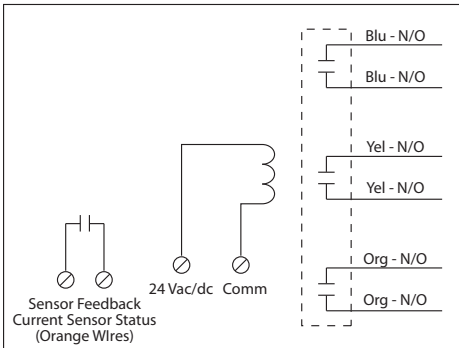 Blu - N/O
Blu - N/O
Yel - N/O
Yel - N/O
Org - N/O
Org - N/O
24 Vac/dc Comm
Sensor Feedback
Current Sensor Status
(Orange WIres)